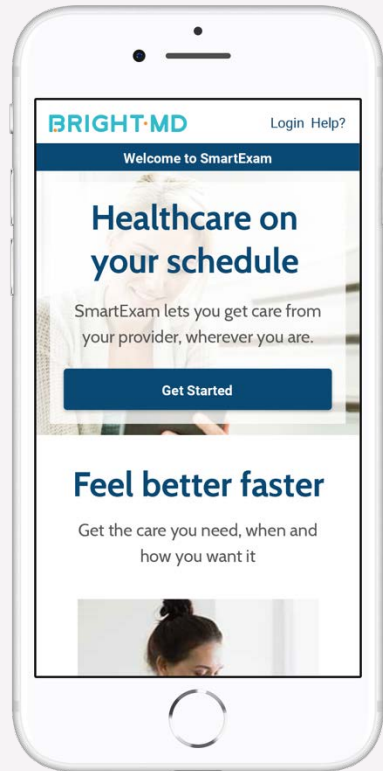 BRIGHT·MD
Login Help?
Welcome to SmartExam
Healthcare on
your schedule
SmartExam lets you get care from
your provider, wherever you are.
Get Started
Feel better faster
Get the care you need, when and
how you want it